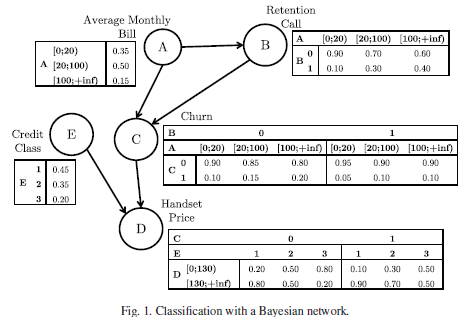 Average Monthly
Bill
Retention
Call
[0;20) 0.35
A [20;100) 0.50
[100;+inf) 0.15
A
B
A [0;20) [20;100) [100;+inf)
B 0 0.90 0.70 0.60
1 0.10 0.30 0.40
Churn
Credit
Class
E
C
B 0 1
A [0;20) [20;100) [100;+inf) [0;20) [20;100) [100;+inf)
C 0 0.90 0.85 0.80 0.95 0.90 0.90
1 0.10 0.15 0.20 0.05 0.10 0.10
1 0.45
E 2 0.35
3 0.20
Handset
Price
D
C 0 1
E 1 2 3 1 2 3
D [0;130) 0.20 0.50 0.80 0.10 0.30 0.50
[130;+inf) 0.80 0.50 0.20 0.90 0.70 0.50
Fig. 1. Classification with a Bayesian network.